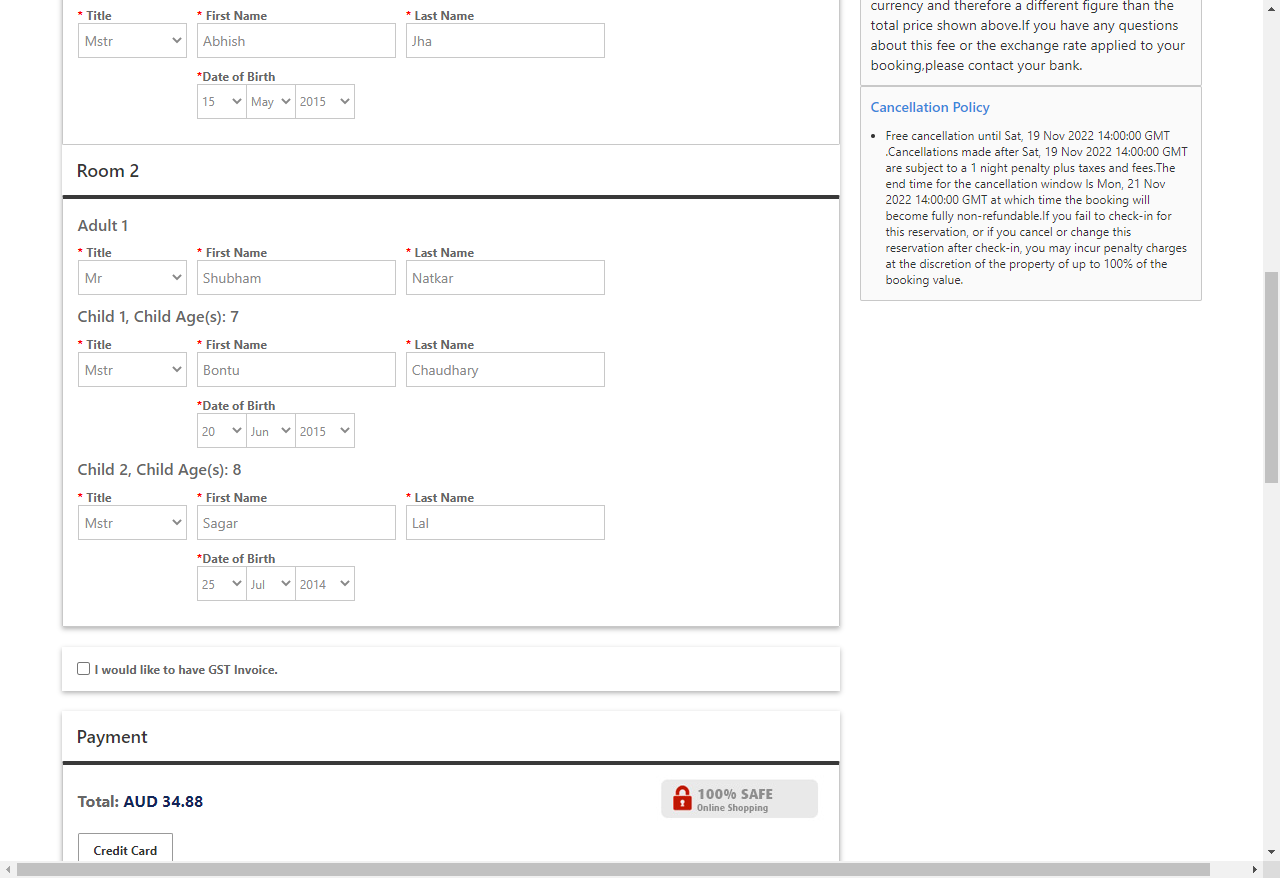 * Title * First Name * Last Name
Mstr Abhish Jha
*Date of Birth
15 May 2015
Room 2
Adult 1
* Title * First Name * Last Name
Mr Shubham Natkar
Child 1, Child Age(s): 7
* Title * First Name * Last Name
Mstr Bontu Chaudhary
*Date of Birth
20 Jun 2015
Child 2, Child Age(s): 8
* Title * First Name * Last Name
Mstr Sagar Lal
*Date of Birth
25 Jul 2014
I would like to have GST Invoice.
Payment
Total: AUD 34.88
100% SAFE
Online Shopping
Credit Card
currency and therefore a different figure than the
total price shown above.If you have any questions
about this fee or the exchange rate applied to your
booking,please contact your bank.
Cancellation Policy
• Free cancellation until Sat, 19 Nov 2022 14:00:00 GMT
.Cancellations made after Sat, 19 Nov 2022 14:00:00 GMT
are subject to a 1 night penalty plus taxes and fees.The
end time for the cancellation window Is Mon, 21 Nov
2022 14:00:00 GMT at which time the booking will
become fully non-refundable.If you fail to check-in for
this reservation, or if you cancel or change this
reservation after check-in, you may incur penalty charges
at the discretion of the property of up to 100% of the
booking value.